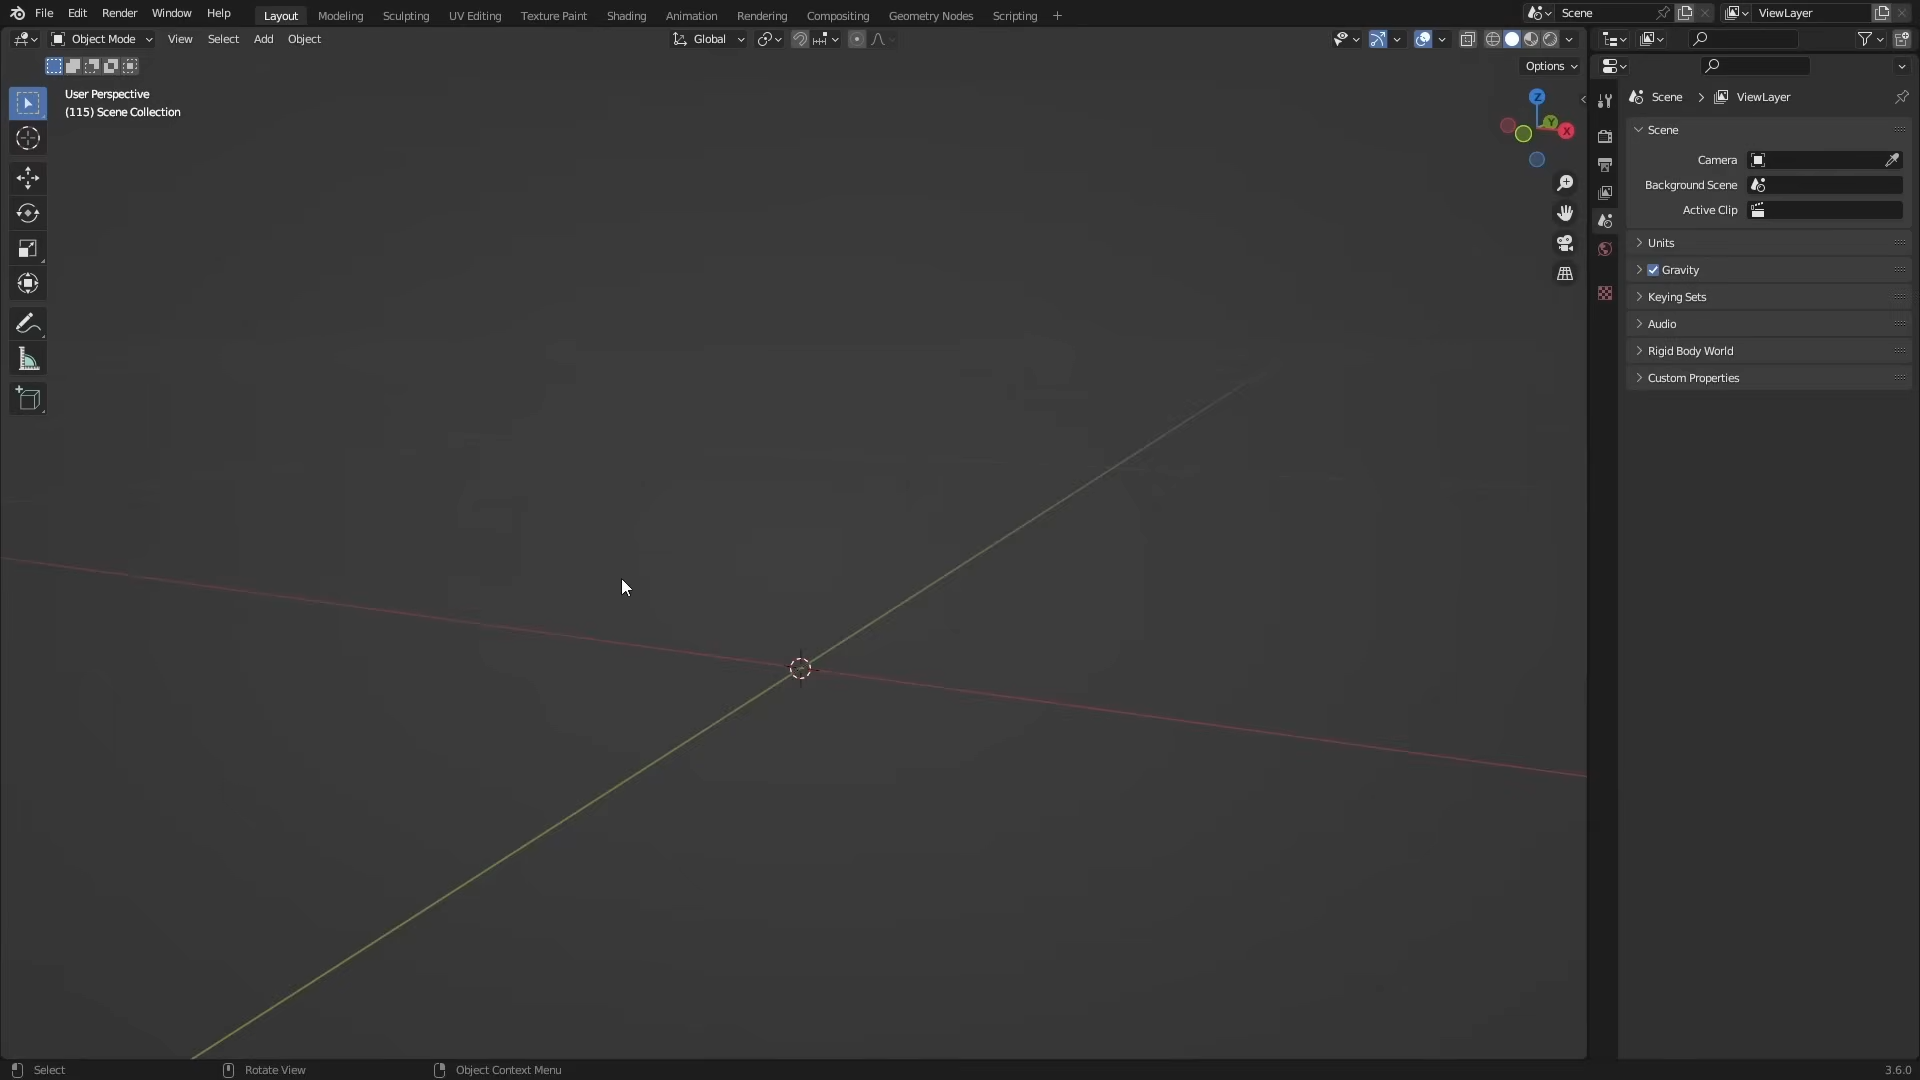 File Edit Render Window Help Layout Modeling Sculpting UV Editing Texture Paint Shading Animation Rendering Compositing Geometry Nodes Scripting + Scene ViewLayer
Object Mode View Select Add Object Global
Options
User Perspective
(115) Scene Collection
Z
Y
X
Scene ViewLayer
Scene
Camera
Background Scene
Active Clip
Units
Gravity
Keying Sets
Audio
Rigid Body World
Custom Properties
Select Rotate View Object Context Menu 3.6.0